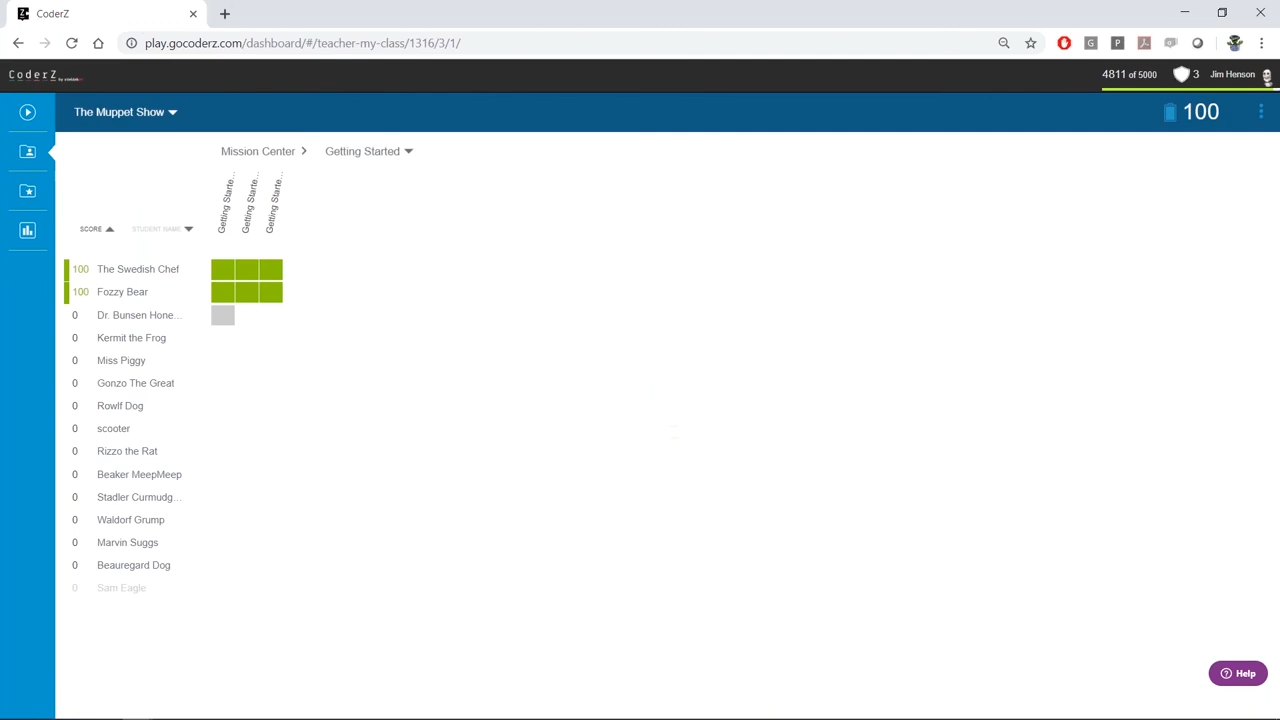 CoderZ
play.gocoderz.com/dashboard/#/teacher-my-class/1316/3/1/
CoderZ
4811 of 5000 3 Jim Henson
The Muppet Show 100
Mission Center Getting Started
Getting Starte... Getting Starte... Getting Starte...
SCORE STUDENT NAME
100 The Swedish Chef
100 Fozzy Bear
0 Dr. Bunsen Hone...
0 Kermit the Frog
0 Miss Piggy
0 Gonzo The Great
0 Rowlf Dog
0 scooter
0 Rizzo the Rat
0 Beaker MeepMeep
0 Stadler Curmudg...
0 Waldorf Grump
0 Marvin Suggs
0 Beauregard Dog
0 Sam Eagle
Help